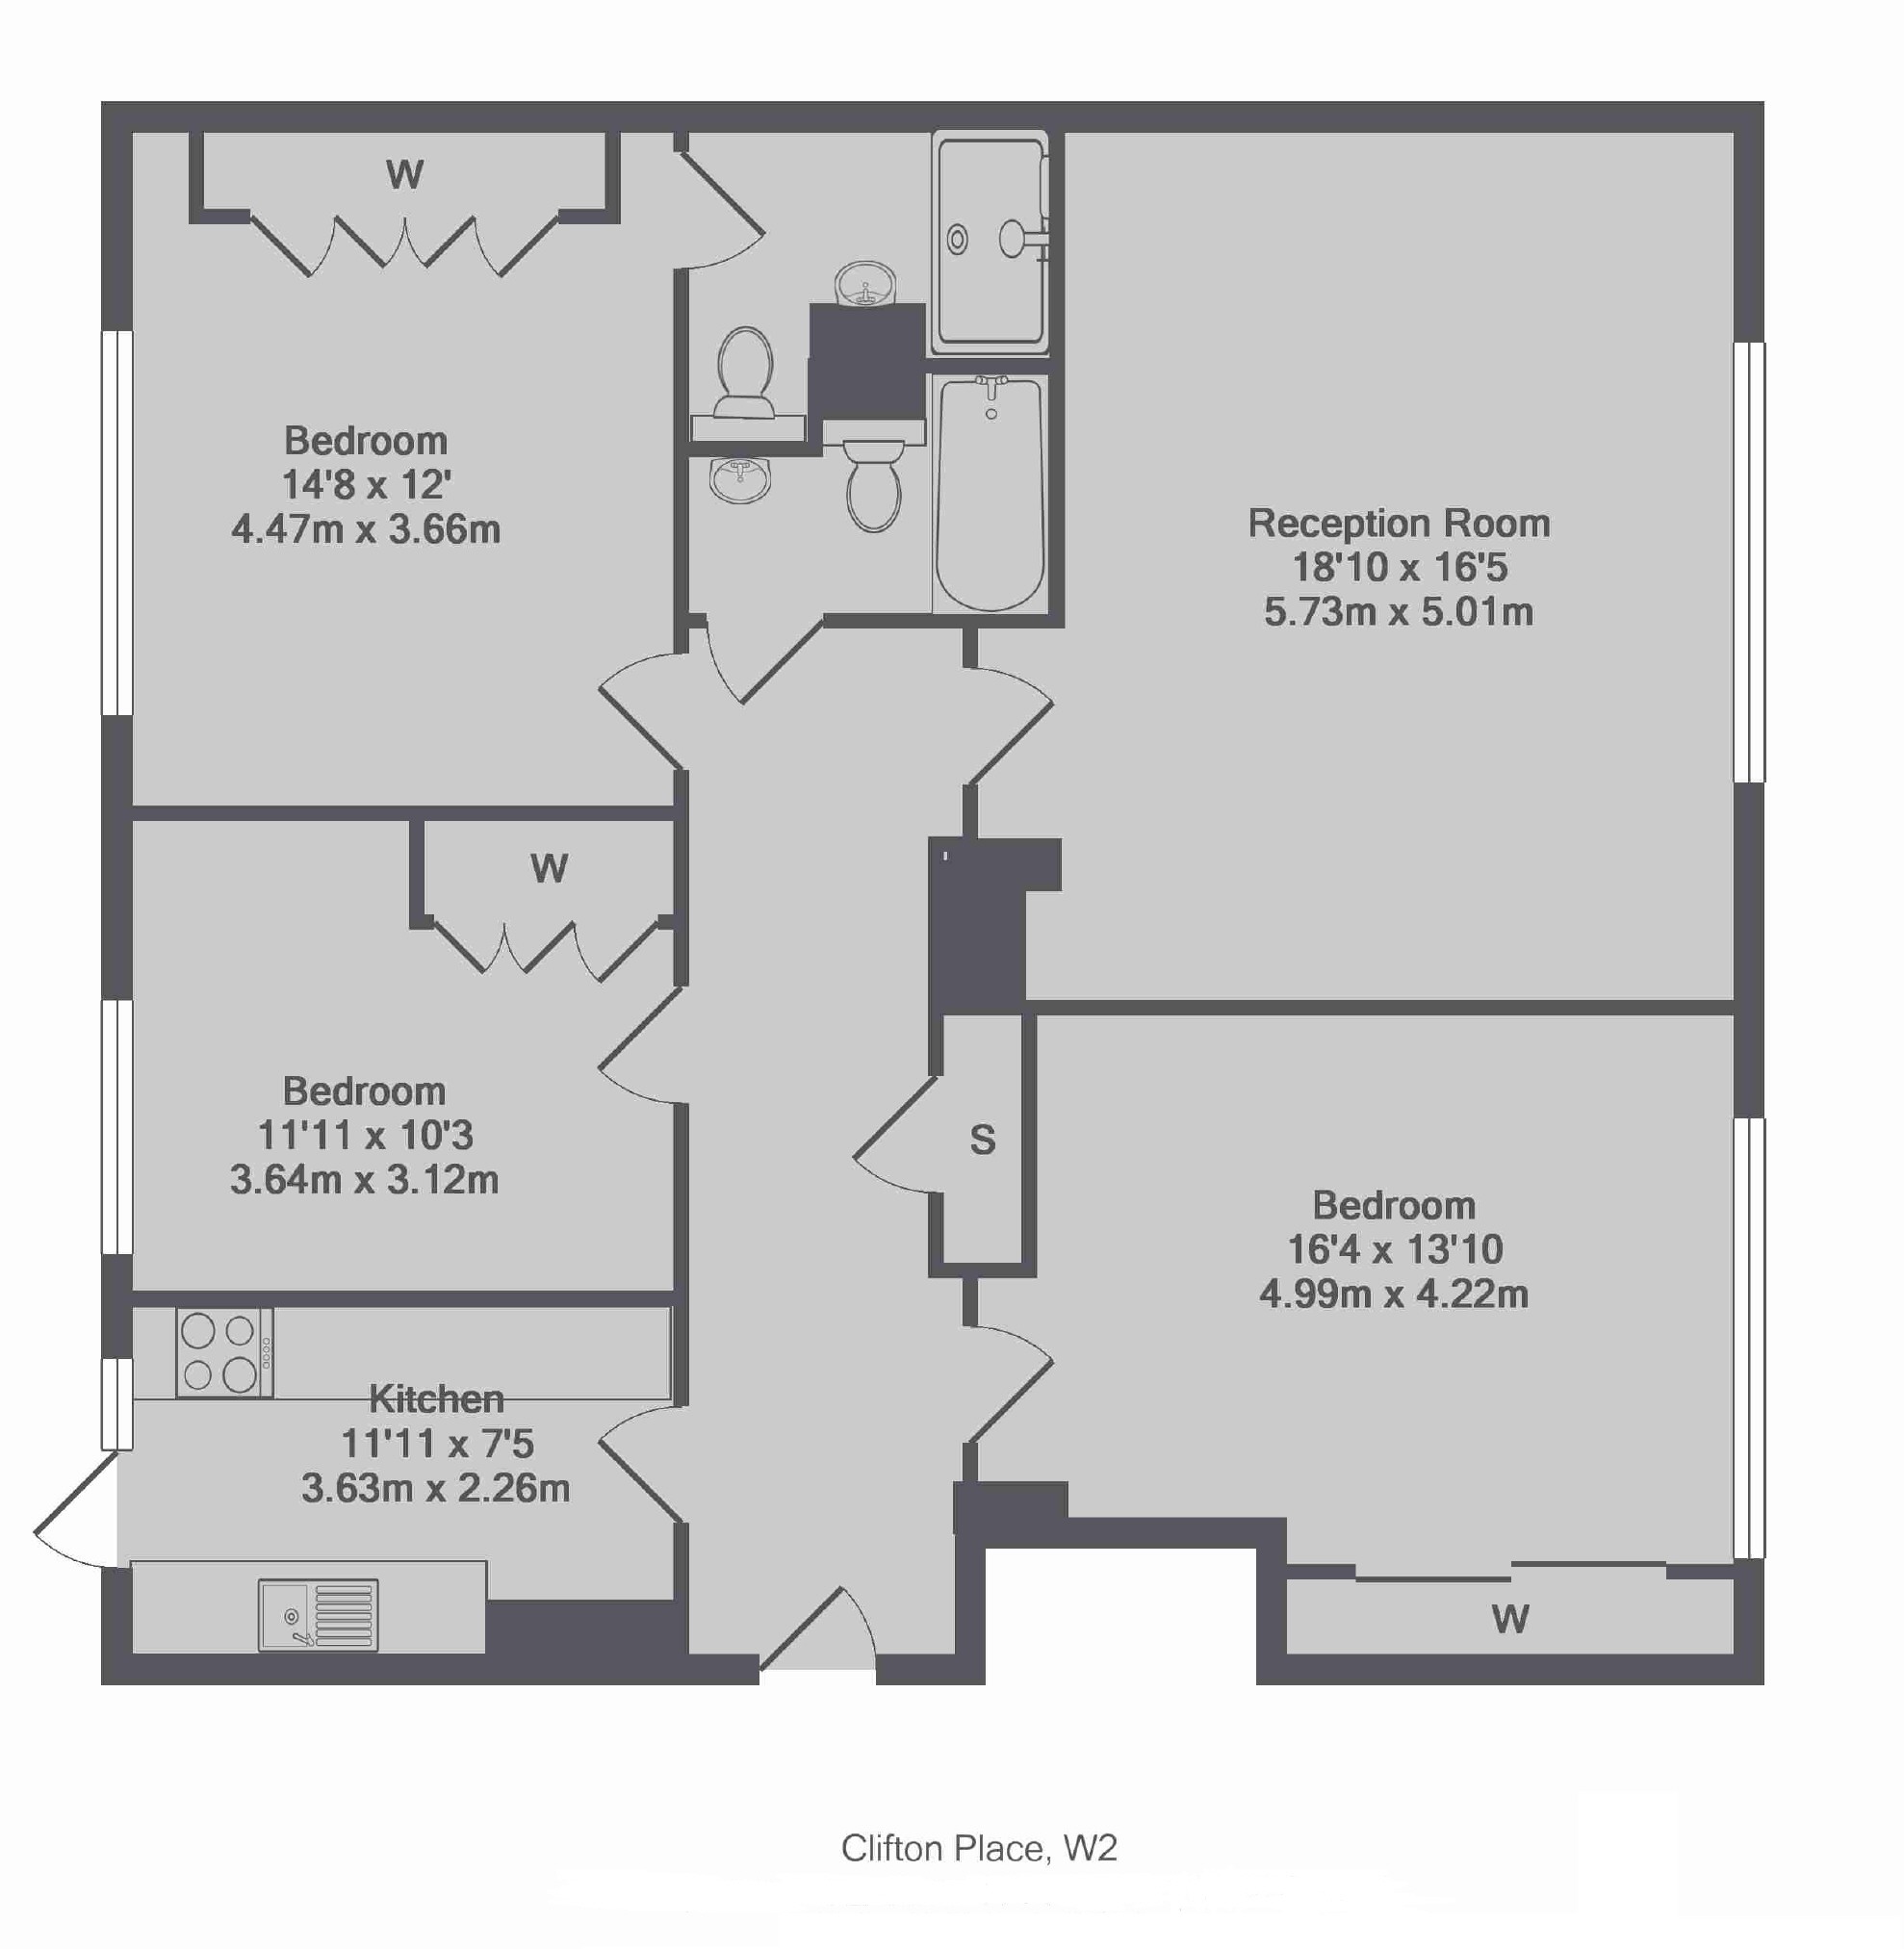 W
Bedroom
14'8 x 12'
4.47m x 3.66m
Reception Room
18'10 x 16'5
5.73m x 5.01m
W
Bedroom
11'11 x 10'3
3.64m x 3.12m
S
Bedroom
16'4 x 13'10
4.99m x 4.22m
Kitchen
11'11 x 7'5
3.63m x 2.26m
W
Clifton Place, W2